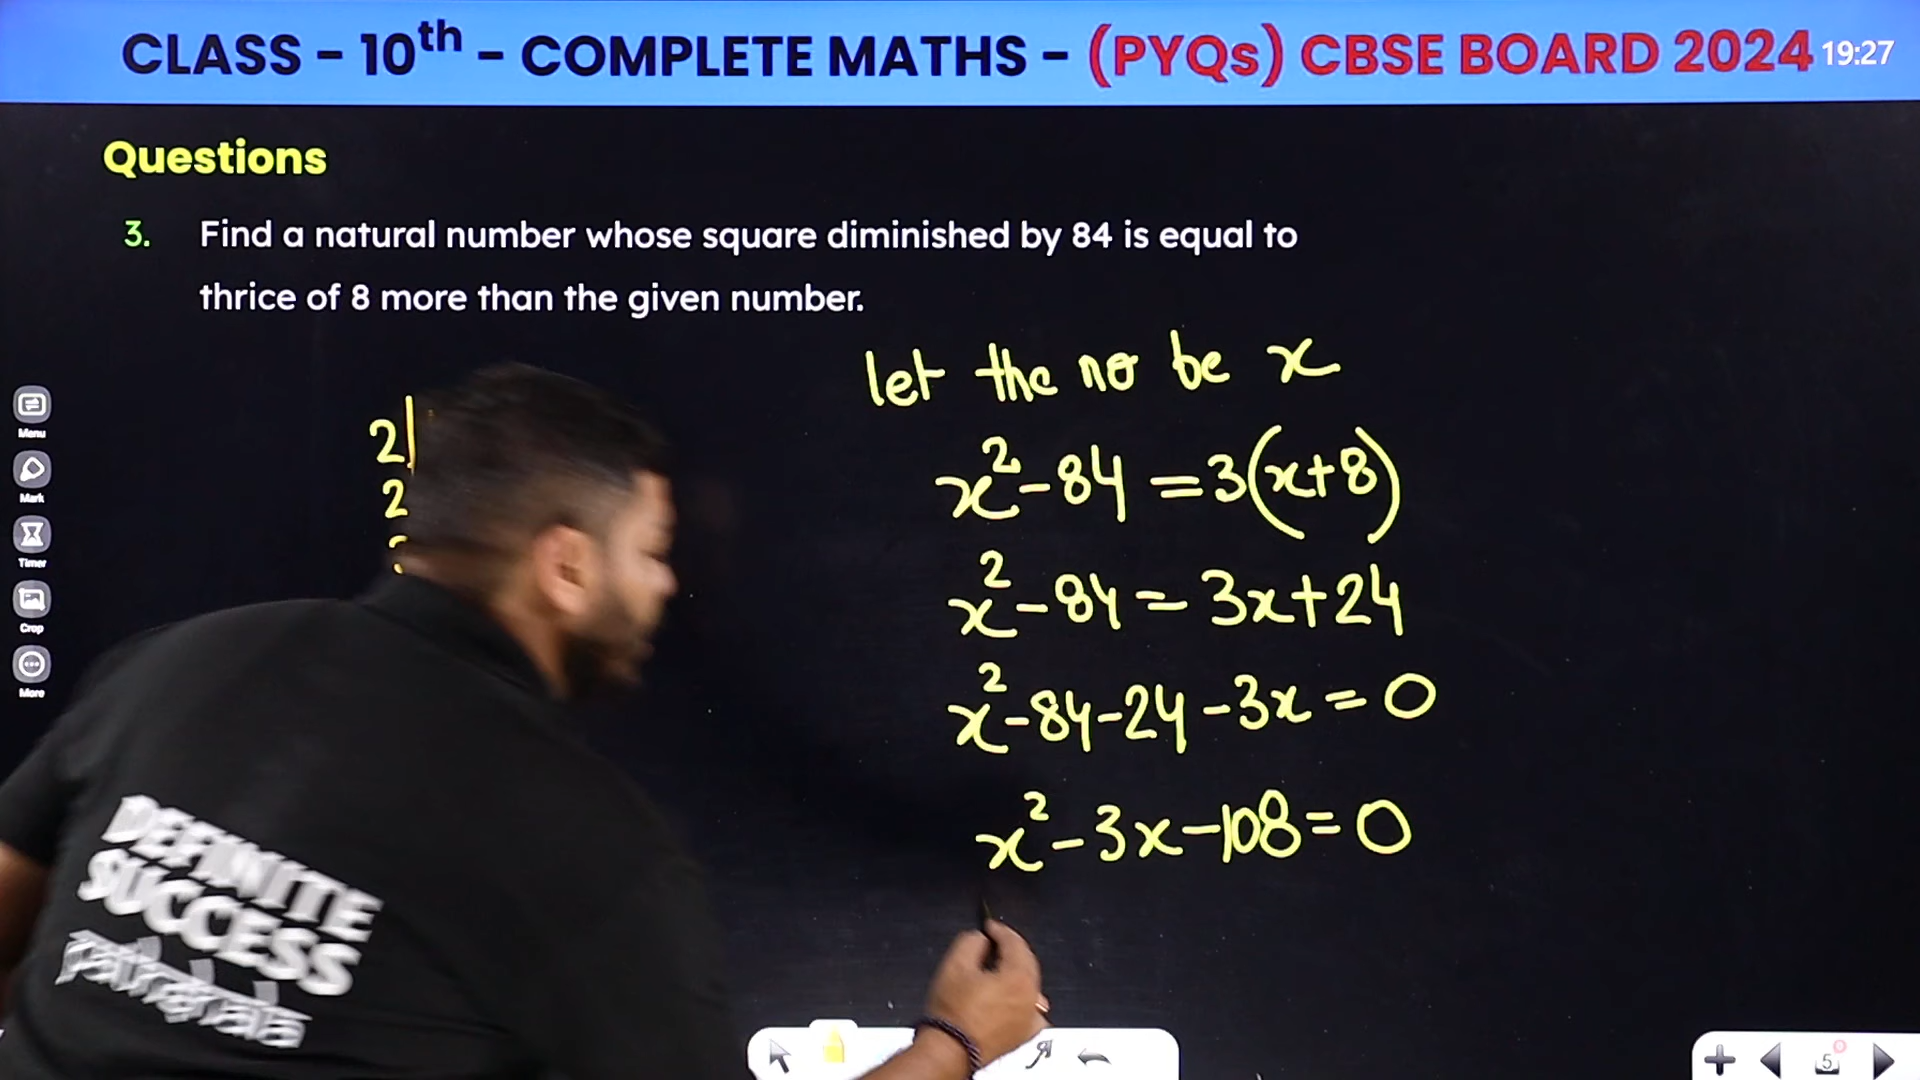 CLASS - 10th - COMPLETE MATHS - (PYQs) CBSE BOARD 2024 19:27
Questions
3. Find a natural number whose square diminished by 84 is equal to
thrice of 8 more than the given number.
let the no be x
x² - 84 = 3(x+8)
x² - 84 = 3x + 24
x² - 84 - 24 - 3x = 0
x² - 3x - 108 = 0
2
2
Menu
Mark
Timer
Crop
More
DEFINITE
SUCCESS
pathshala
5